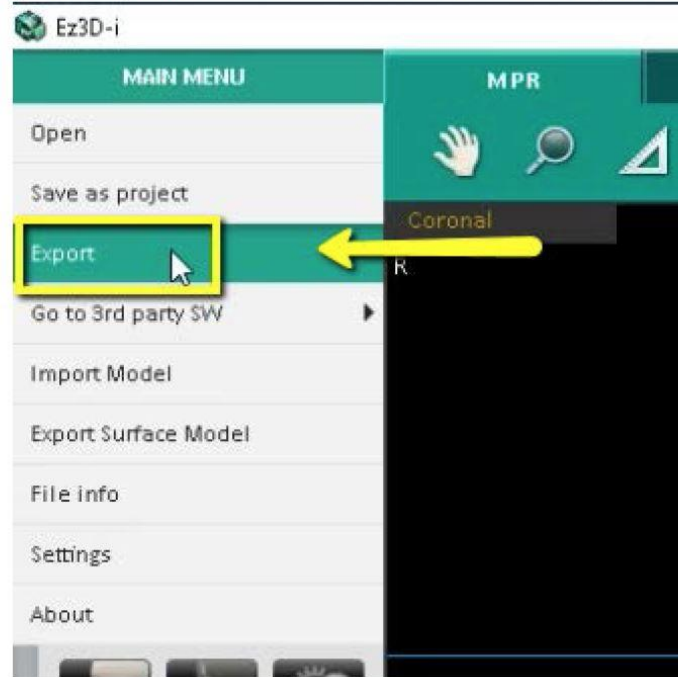 Ez3D-i
MAIN MENU
MPR
Open
Save as project
Coronal
Export
R
Go to 3rd party SW
Import Model
Export Surface Model
File info
Settings
About